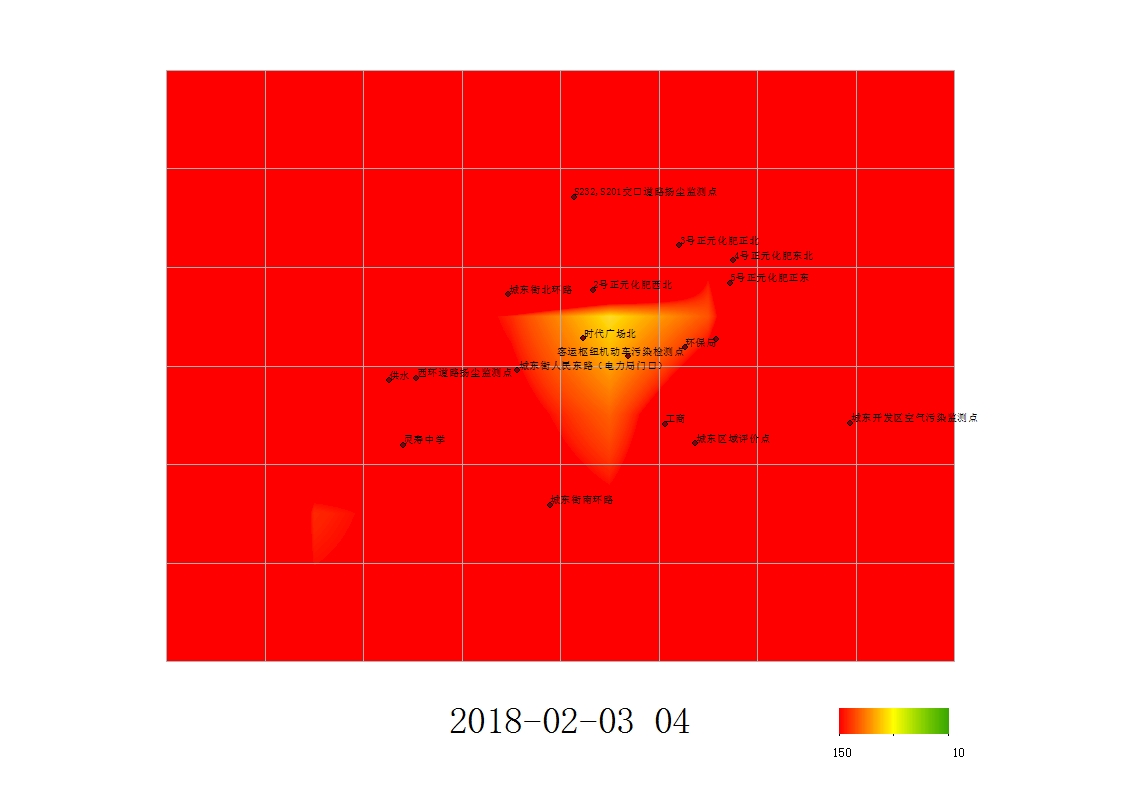 S232,S201交口道路扬尘监测点
3号正元化肥正北
4号正元化肥东北
5号正元化肥正东
2号正元化肥西北
城东街北环路
时代广场北
环保局
客运枢纽机动车污染检测点
城东街人民东路（电力局门口）
西环道路扬尘监测点
供水
工商
城东开发区空气污染监测点
城东区域评价点
灵寿中学
城东街南环路
2018-02-03 04
150
10